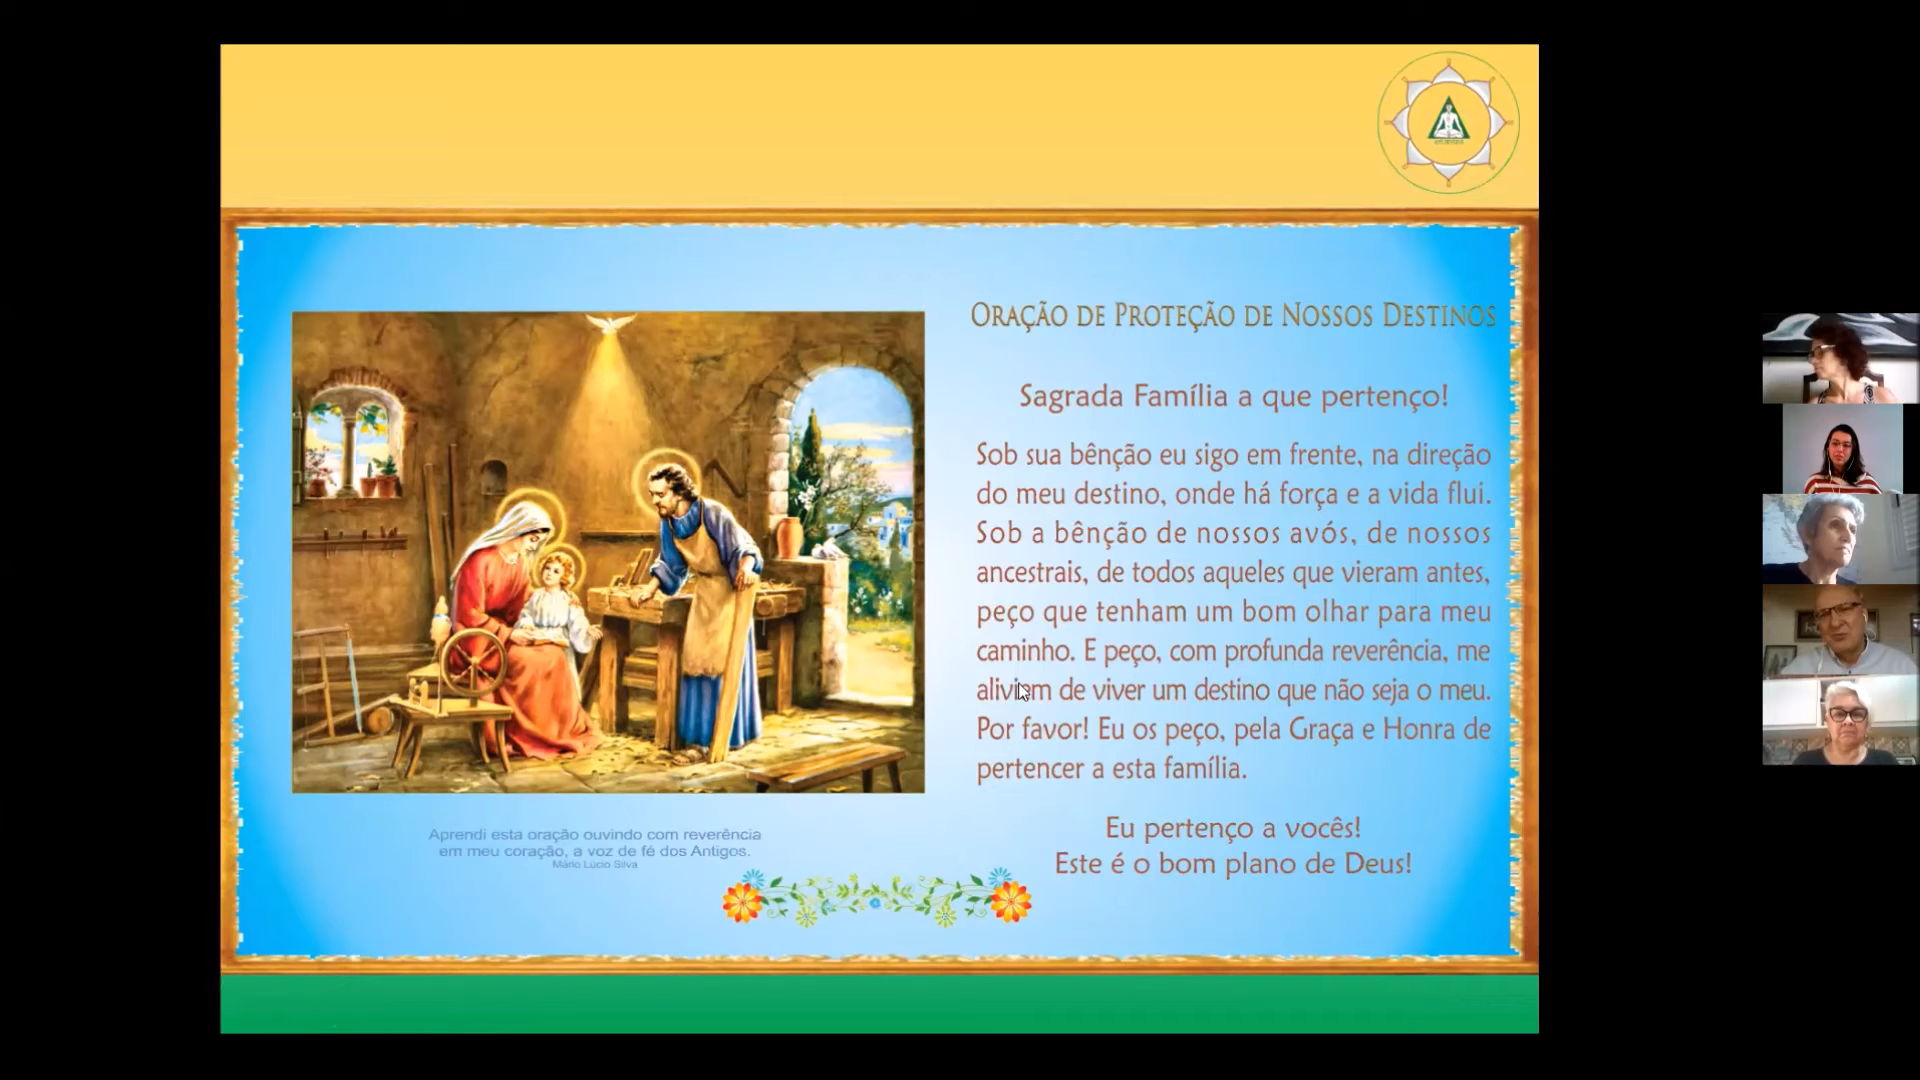 ORAÇÃO DE PROTEÇÃO DE NOSSOS DESTINOS
Sagrada Família a que pertenço!
Sob sua bênção eu sigo em frente, na direção
do meu destino, onde há força e a vida flui.
Sob a bênção de nossos avós, de nossos
ancestrais, de todos aqueles que vieram antes,
peço que tenham um bom olhar para meu
caminho. E peço, com profunda reverência, me
aliviem de viver um destino que não seja o meu.
Por favor! Eu os peço, pela Graça e Honra de
pertencer a esta família.
Eu pertenço a vocês!
Este é o bom plano de Deus!
Aprendi esta oração ouvindo com reverência
em meu coração, a voz de fé dos Antigos.
Mário Lúcio Silva